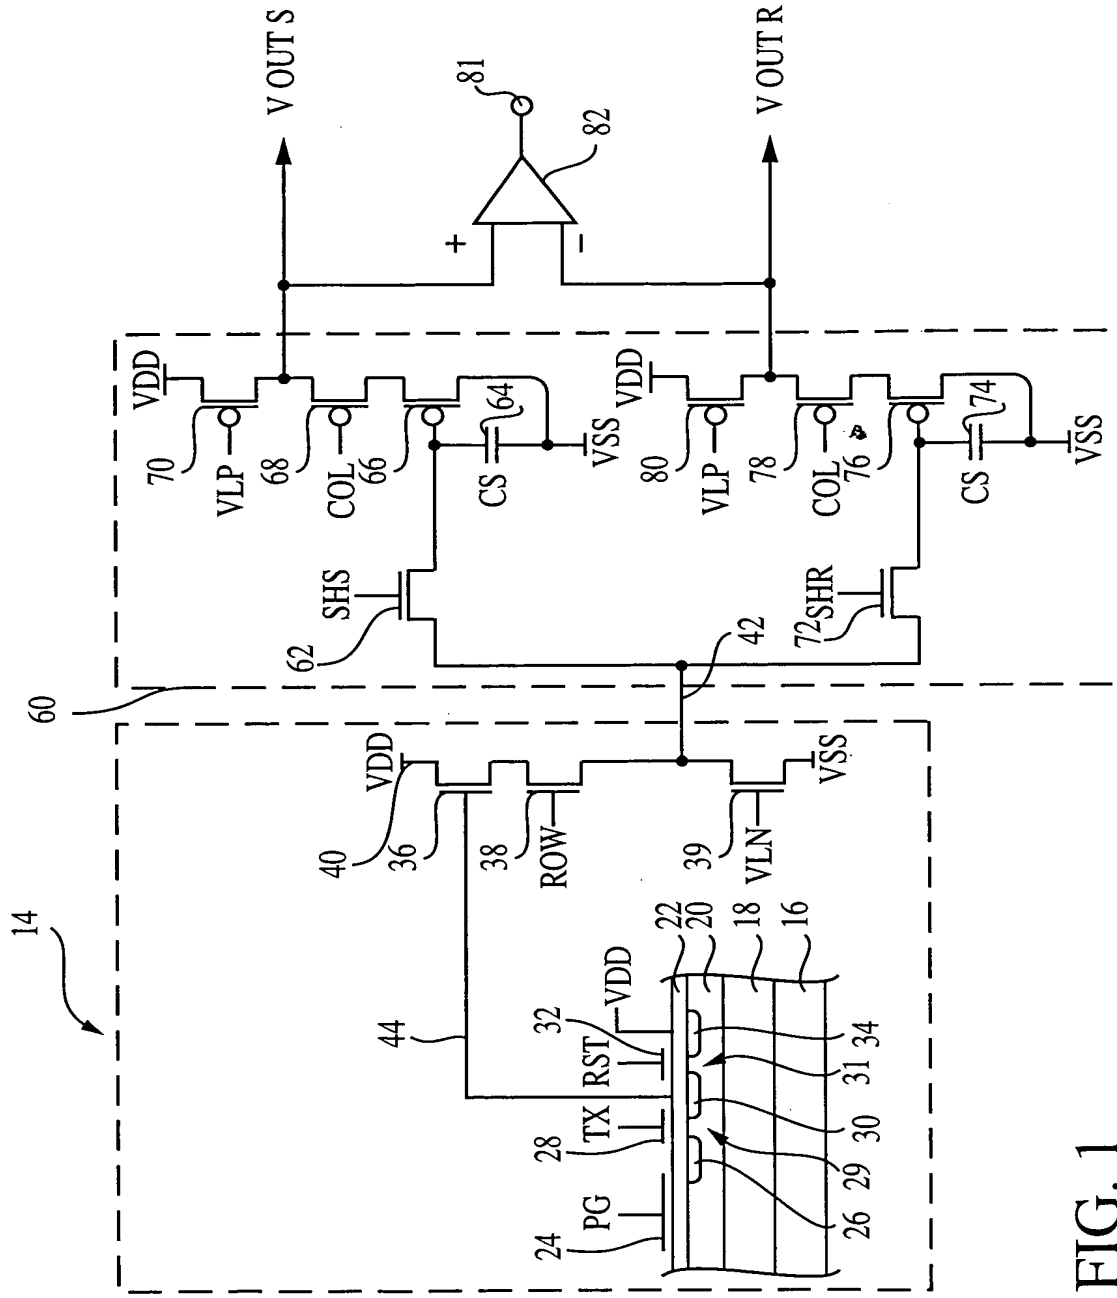 14
60
44
40
VDD
36
38
ROW
39
VLN
VSS
42
24
PG
28
TX
RST
32
VDD
22
20
18
16
26
29
30
31
34
62
SHS
72
SHR
70
VDD
VLP
68
COL
66
CS
64
VSS
80
VDD
VLP
78
COL
76
CS
74
VSS
V OUT S
+
-
82
81
V OUT R
FIG. 1